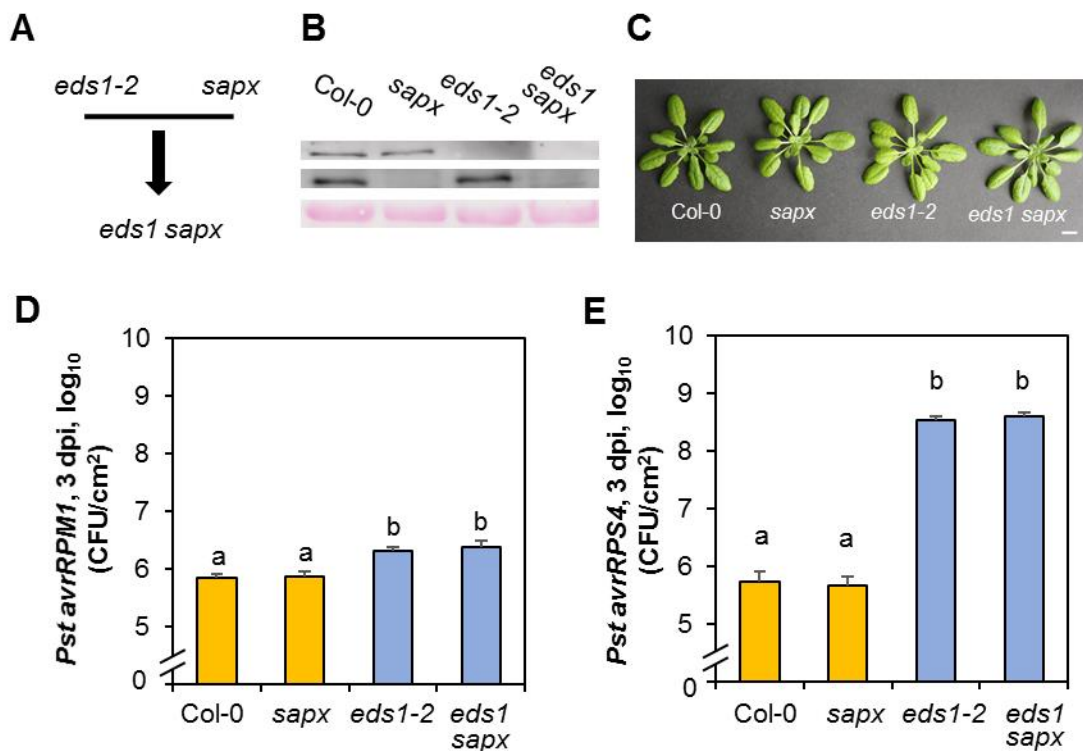 A
eds1-2 sapx
eds1 sapx
B
Col-0 sapx eds1-2 eds1
sapx
C
Col-0 sapx eds1-2 eds1 sapx
D
Pst avrRPM1, 3 dpi, log₁₀
(CFU/cm²)
10
9
8
7
6
5
0
a a b b
Col-0 sapx eds1-2 eds1
sapx
E
Pst avrRPS4, 3 dpi, log₁₀
(CFU/cm²)
10
9
8
7
6
5
0
a a b b
Col-0 sapx eds1-2 eds1
sapx